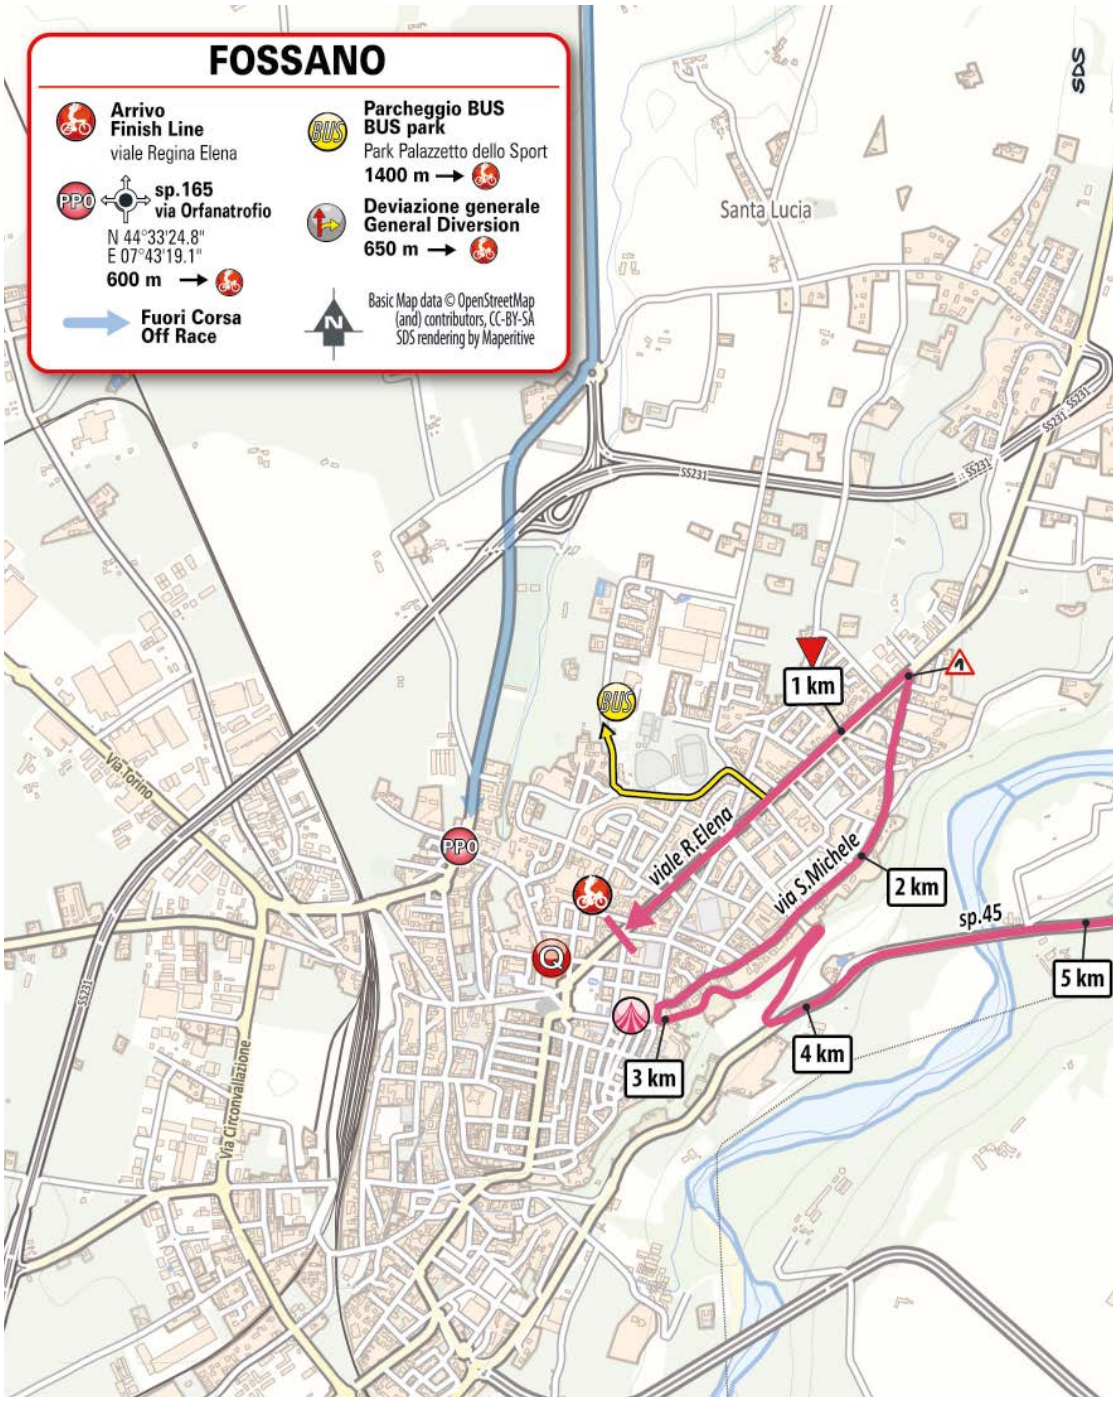 FOSSANO
Arrivo
Finish Line
viale Regina Elena
PPO
sp.165
via Orfanatrofio
N 44°33'24.8"
E 07°43'19.1"
600 m
Fuori Corsa
Off Race
BUS
Parcheggio BUS
BUS park
Park Palazzetto dello Sport
1400 m
Deviazione generale
General Diversion
650 m
N
Basic Map data © OpenStreetMap
(and) contributors, CC-BY-SA
SDS rendering by Maperitive
SDS
Santa Lucia
SS231
SS231
SS231
SS231
1 km
BUS
Via Torino
PPO
viale R.Elena
via S.Michele
2 km
sp.45
5 km
Q
SS231
4 km
3 km
Via Circonvallazione